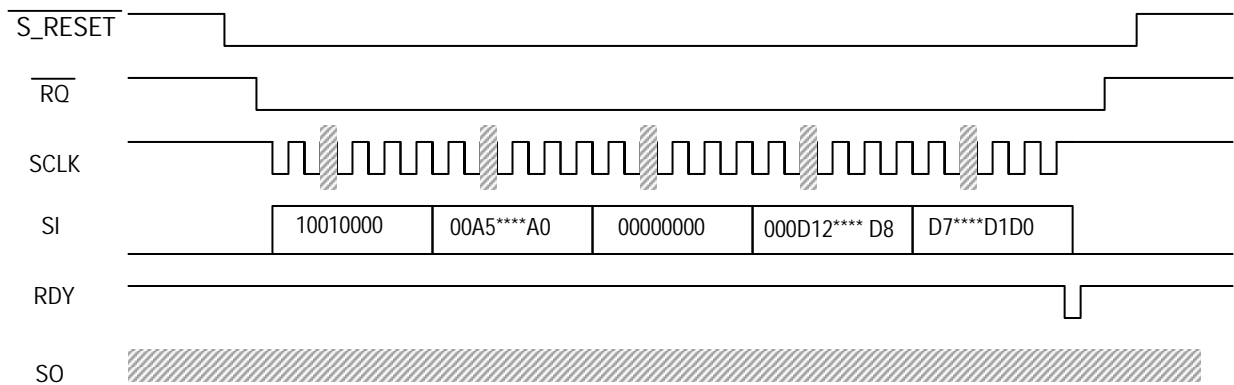 S_RESET
RQ
SCLK
SI 10010000 00A5****A0 00000000 000D12**** D8 D7****D1D0
RDY
SO